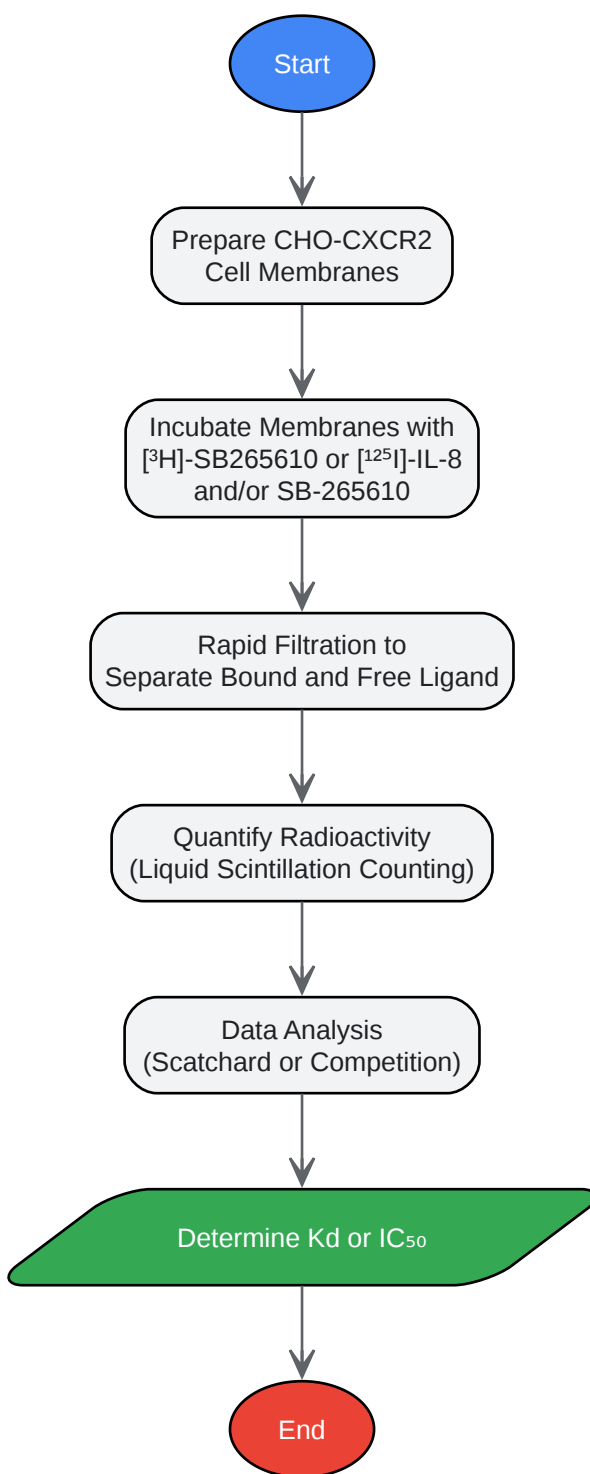 Start
Prepare CHO-CXCR2
Cell Membranes
Incubate Membranes with
[³H]-SB265610 or [¹²⁵I]-IL-8
and/or SB-265610
Rapid Filtration to
Separate Bound and Free Ligand
Quantify Radioactivity
(Liquid Scintillation Counting)
Data Analysis
(Scatchard or Competition)
Determine Kd or IC₅₀
End